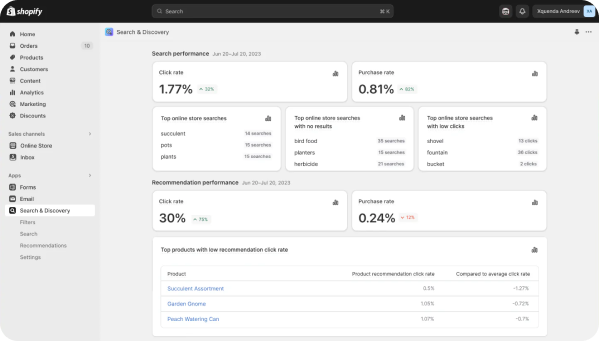 shopify
Search
⌘ K
Xquenda Andreev
XA
Home
Orders
10
Products
Customers
Content
Analytics
Marketing
Discounts
Sales channels
Online Store
Inbox
Apps
Forms
Email
Search & Discovery
Filters
Search
Recommendations
Settings
Search & Discovery
Search performance Jun 20–Jul 20, 2023
Click rate
1.77% 32%
Purchase rate
0.81% 82%
Top online store searches
succulent 14 searches
pots 15 searches
plants 15 searches
Top online store searches
with no results
bird food 35 searches
planters 15 searches
herbicide 21 searches
Top online store searches
with low clicks
shovel 13 clicks
fountain 36 clicks
bucket 2 clicks
Recommendation performance Jun 20–Jul 20, 2023
Click rate
30% 75%
Purchase rate
0.24% 12%
Top products with low recommendation click rate
Product Product recommendation click rate Compared to average click rate
Succulent Assortment 0.5% -1.27%
Garden Gnome 1.05% -0.72%
Peach Watering Can 1.07% -0.7%